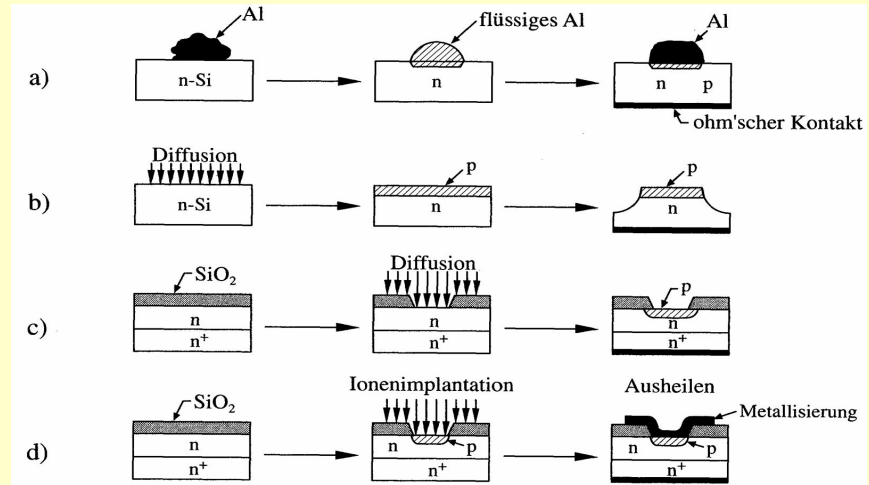 a)
Al
n-Si
flüssiges Al
n
Al
n p
ohm'scher Kontakt
b)
Diffusion
n-Si
p
n
p
n
c)
SiO₂
n
n⁺
Diffusion
n
n⁺
p
n
n⁺
d)
SiO₂
n
n⁺
Ionenimplantation
n p
n⁺
Ausheilen
Metallisierung
n p
n⁺